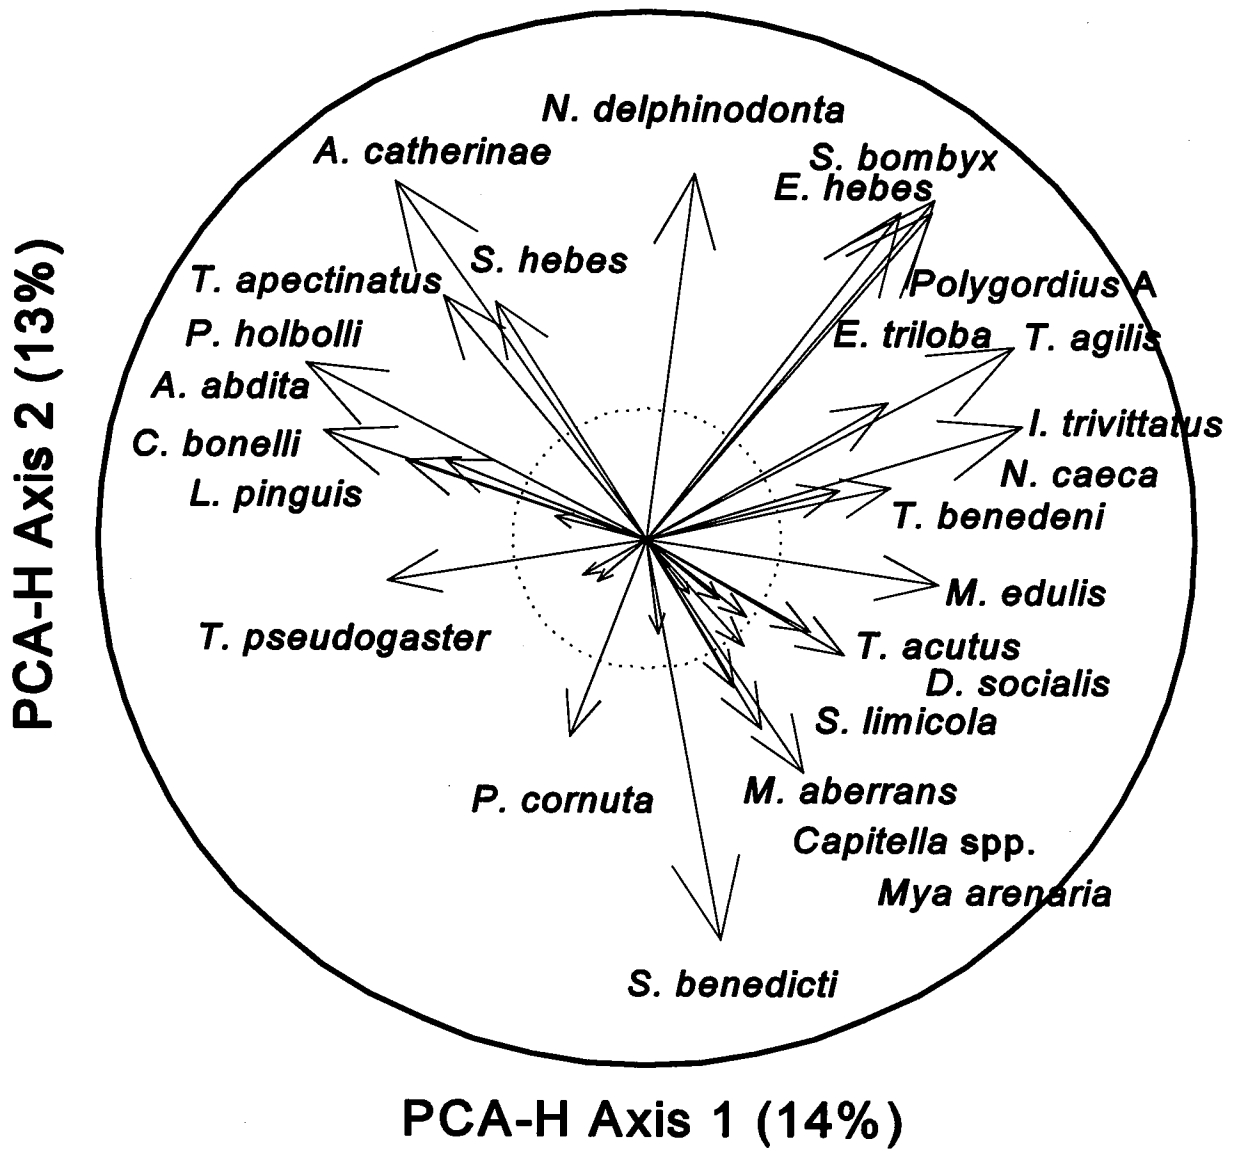 N. delphinodonta
A. catherinae
S. bombyx
E. hebes
S. hebes
T. apectinatus
Polygordius A
P. holbolli
E. triloba
T. agilis
A. abdita
I. trivittatus
C. bonelli
N. caeca
L. pinguis
T. benedeni
M. edulis
T. pseudogaster
T. acutus
D. socialis
S. limicola
P. cornuta
M. aberrans
Capitella spp.
Mya arenaria
S. benedicti
PCA-H Axis 2 (13%)
PCA-H Axis 1 (14%)